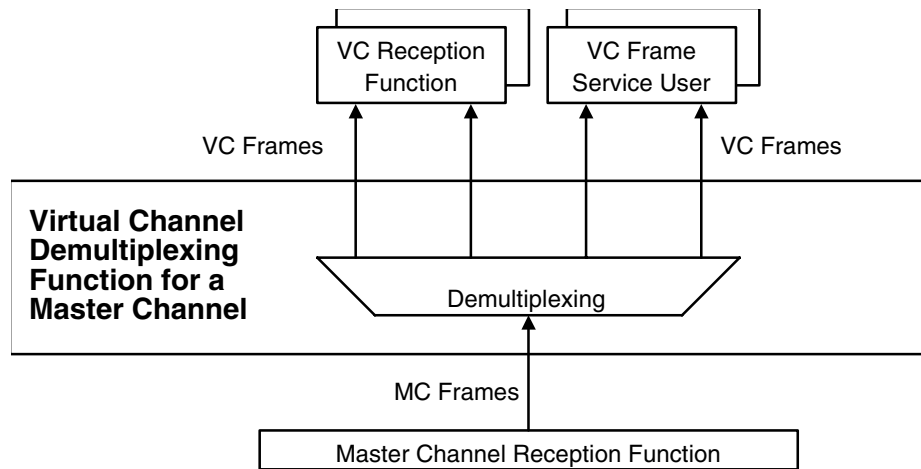 VC Reception
Function
VC Frame
Service User
VC Frames
VC Frames
Virtual Channel
Demultiplexing
Function for a
Master Channel
Demultiplexing
MC Frames
Master Channel Reception Function